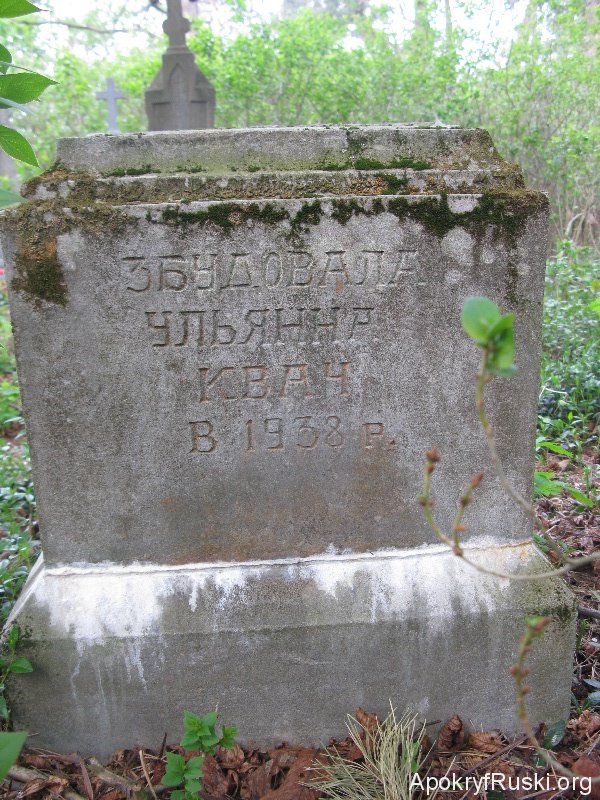 ЗБУДОВАЛА
УЛЬЯННА
КВАЧ
В 1938 Р.
ApokryfRuski.org